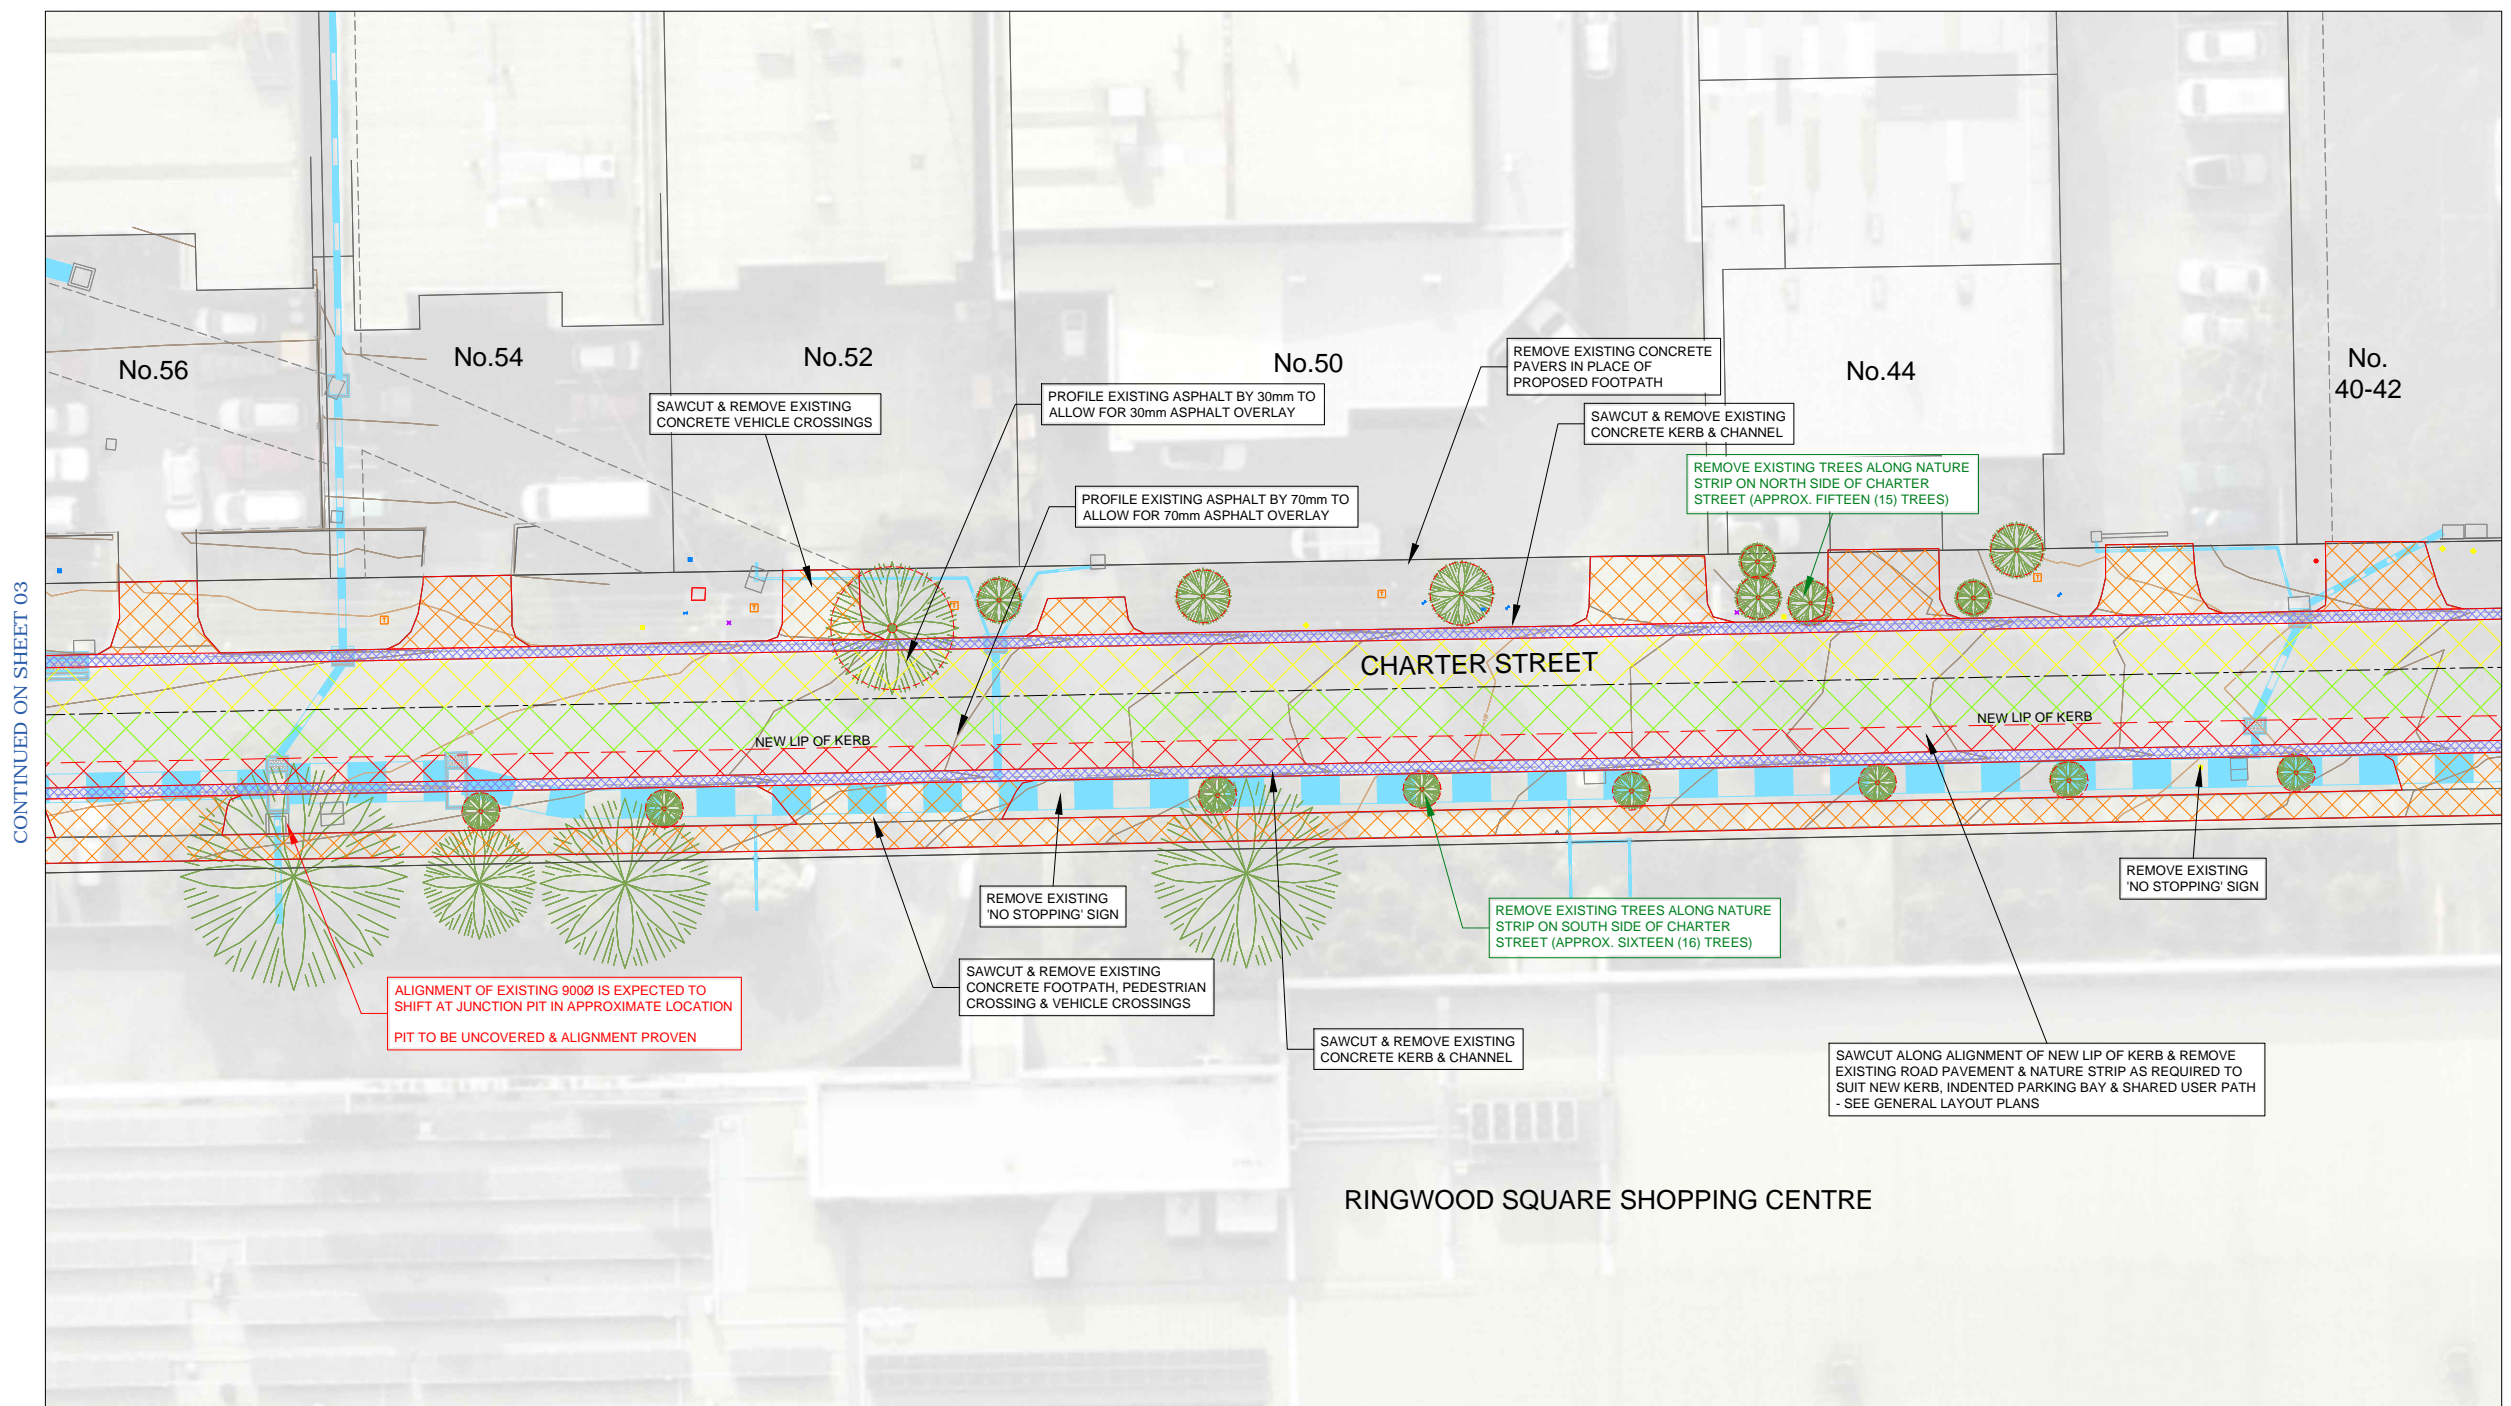 CONTINUED ON SHEET 03
No.56
No.54
No.52
No.50
No.44
No.
40-42
SAWCUT & REMOVE EXISTING
CONCRETE VEHICLE CROSSINGS
PROFILE EXISTING ASPHALT BY 30mm TO
ALLOW FOR 30mm ASPHALT OVERLAY
PROFILE EXISTING ASPHALT BY 70mm TO
ALLOW FOR 70mm ASPHALT OVERLAY
REMOVE EXISTING CONCRETE
PAVERS IN PLACE OF
PROPOSED FOOTPATH
SAWCUT & REMOVE EXISTING
CONCRETE KERB & CHANNEL
REMOVE EXISTING TREES ALONG NATURE
STRIP ON NORTH SIDE OF CHARTER
STREET (APPROX. FIFTEEN (15) TREES)
T
T
T
T
T
CHARTER STREET
NEW LIP OF KERB
NEW LIP OF KERB
REMOVE EXISTING
'NO STOPPING' SIGN
REMOVE EXISTING
'NO STOPPING' SIGN
REMOVE EXISTING TREES ALONG NATURE
STRIP ON SOUTH SIDE OF CHARTER
STREET (APPROX. SIXTEEN (16) TREES)
SAWCUT & REMOVE EXISTING
CONCRETE FOOTPATH, PEDESTRIAN
CROSSING & VEHICLE CROSSINGS
ALIGNMENT OF EXISTING 900Ø IS EXPECTED TO
SHIFT AT JUNCTION PIT IN APPROXIMATE LOCATION
PIT TO BE UNCOVERED & ALIGNMENT PROVEN
SAWCUT & REMOVE EXISTING
CONCRETE KERB & CHANNEL
SAWCUT ALONG ALIGNMENT OF NEW LIP OF KERB & REMOVE
EXISTING ROAD PAVEMENT & NATURE STRIP AS REQUIRED TO
SUIT NEW KERB, INDENTED PARKING BAY & SHARED USER PATH
- SEE GENERAL LAYOUT PLANS
RINGWOOD SQUARE SHOPPING CENTRE